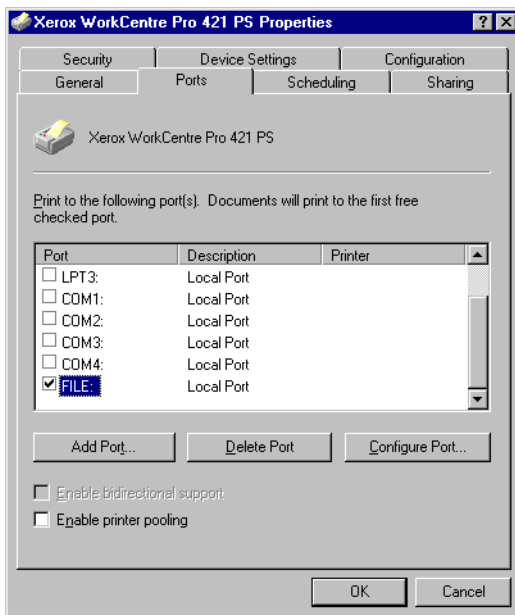 Xerox WorkCentre Pro 421 PS Properties
Security Device Settings Configuration
General Ports Scheduling Sharing
Xerox WorkCentre Pro 421 PS
Print to the following port(s). Documents will print to the first free
checked port.
Port Description Printer
LPT3: Local Port
COM1: Local Port
COM2: Local Port
COM3: Local Port
COM4: Local Port
FILE: Local Port
Add Port... Delete Port Configure Port...
Enable bidirectional support
Enable printer pooling
OK Cancel